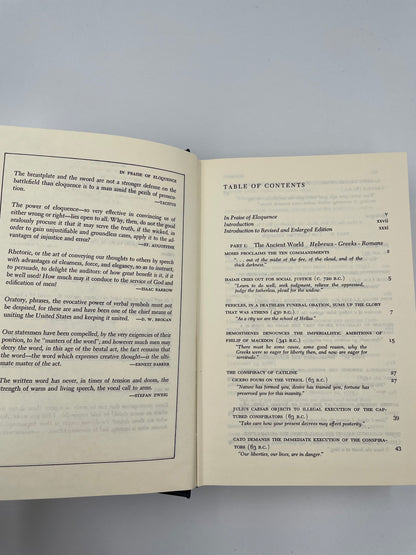 IN PRAISE OF ELOQUENCE
The breastplate and the sword are not a stronger defense on the
battlefield than eloquence is to a man amid the perils of prosecu-
tion.
—TACITUS
The power of eloquence—so very effective in convincing us of
either wrong or right—lies open to all. Why, then, do not the good
zealously procure it that it may serve the truth, if the wicked, in
order to gain unjustifiable and groundless cases, apply it to the ad-
vantages of injustice and error?
—ST. AUGUSTINE
Rhetoric, or the art of conveying our thoughts to others by speech
with advantages of clearness, force, and elegancy, so as to instruct,
to persuade, to delight the auditors: of how great benefit is it, if it
be well used? How much may it conduce to the service of God and
edification of men!
—ISAAC BARROW
Oratory, phrases, the evocative power of verbal symbols must not
be despised, for these are and have been one of the chief means of
uniting the United States and keeping it united.
—D. W. BROGAN
Our statesmen have been compelled, by the very exigencies of their
position, to be "masters of the word"; and however much men may
decry the word, in this age of the brutal act, the fact remains that
the word—the word which expresses creative thought—is the ulti-
mate master of the act.
—ERNEST BARKER
The written word has never, in times of tension and doom, the
strength of warm and living speech, the vocal call to arms.
—STEFAN ZWEIG
TABLE OF CONTENTS
In Praise of Eloquence v
Introduction xxvii
Introduction to Revised and Enlarged Edition xxxi
PART I: The Ancient World Hebrews - Greeks - Romans
MOSES PROCLAIMS THE TEN COMMANDMENTS 2
". . . out of the midst of the fire, of the cloud, and of the
thick darkness."
ISAIAH CRIES OUT FOR SOCIAL JUSTICE (C. 720 B.C.) 5
"Learn to do well, seek judgment, relieve the oppressed,
judge the fatherless, plead for the widow."
PERICLES, IN A DEATHLESS FUNERAL ORATION, SUMS UP THE GLORY
THAT WAS ATHENS (430 B.C.) 7
"As a city we are the school of Hellas"
DEMOSTHENES DENOUNCES THE IMPERIALISTIC AMBITIONS OF
PHILIP OF MACEDON (341 B.C.) 15
"There must be some cause, some good reason, why the
Greeks were so eager for liberty then, and now are eager for
servitude."
THE CONSPIRACY OF CATILINE 27
CICERO POURS ON THE VITRIOL (63 B.C.) 27
"Nature has formed you, desire has trained you, fortune has
preserved you for this insanity."
JULIUS CAESAR OBJECTS TO ILLEGAL EXECUTION OF THE CAP-
TURED CONSPIRATORS (63 B.C.) 39
"Take care how your present decrees may affect posterity."
CATO DEMANDS THE IMMEDIATE EXECUTION OF THE CONSPIRA-
TORS (63 B.C.) 43
"Our liberties, our lives, are in danger."